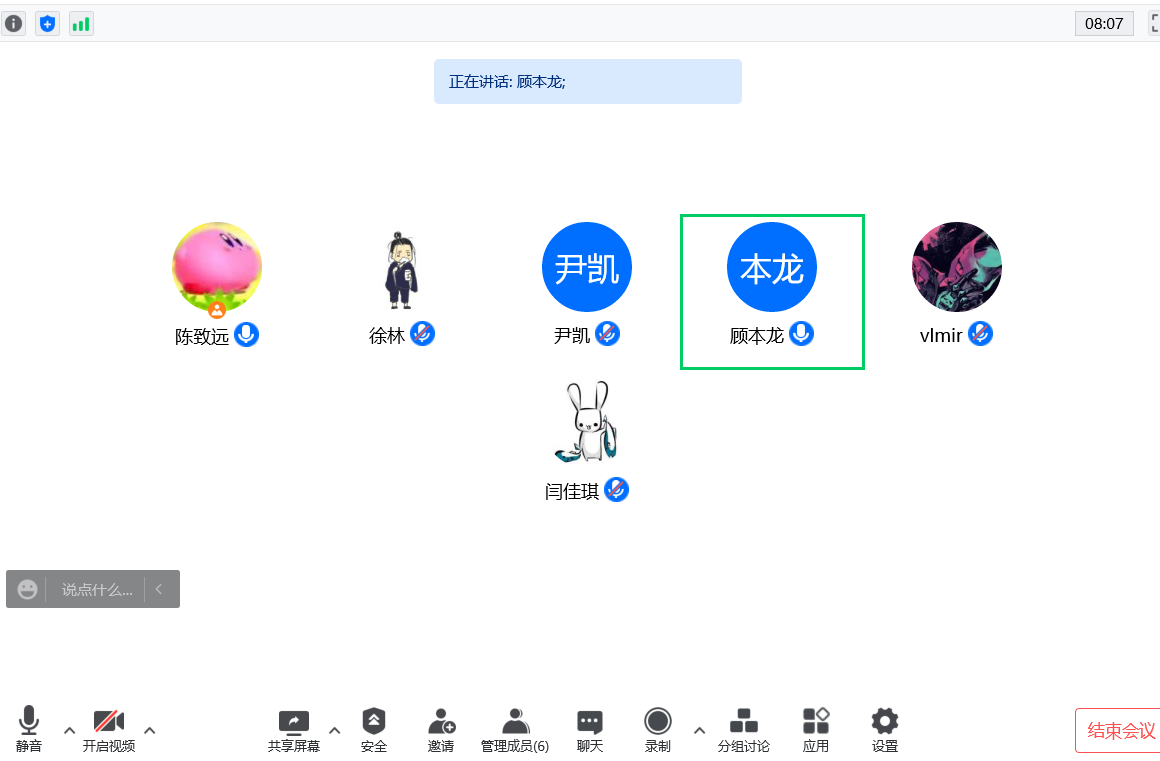 08:07
正在讲话: 顾本龙;
尹凯
本龙
陈致远
徐林
尹凯
顾本龙
vlmir
闫佳琪
说点什么...
静音
开启视频
共享屏幕
安全
邀请
管理成员(6)
聊天
录制
分组讨论
应用
设置
结束会议